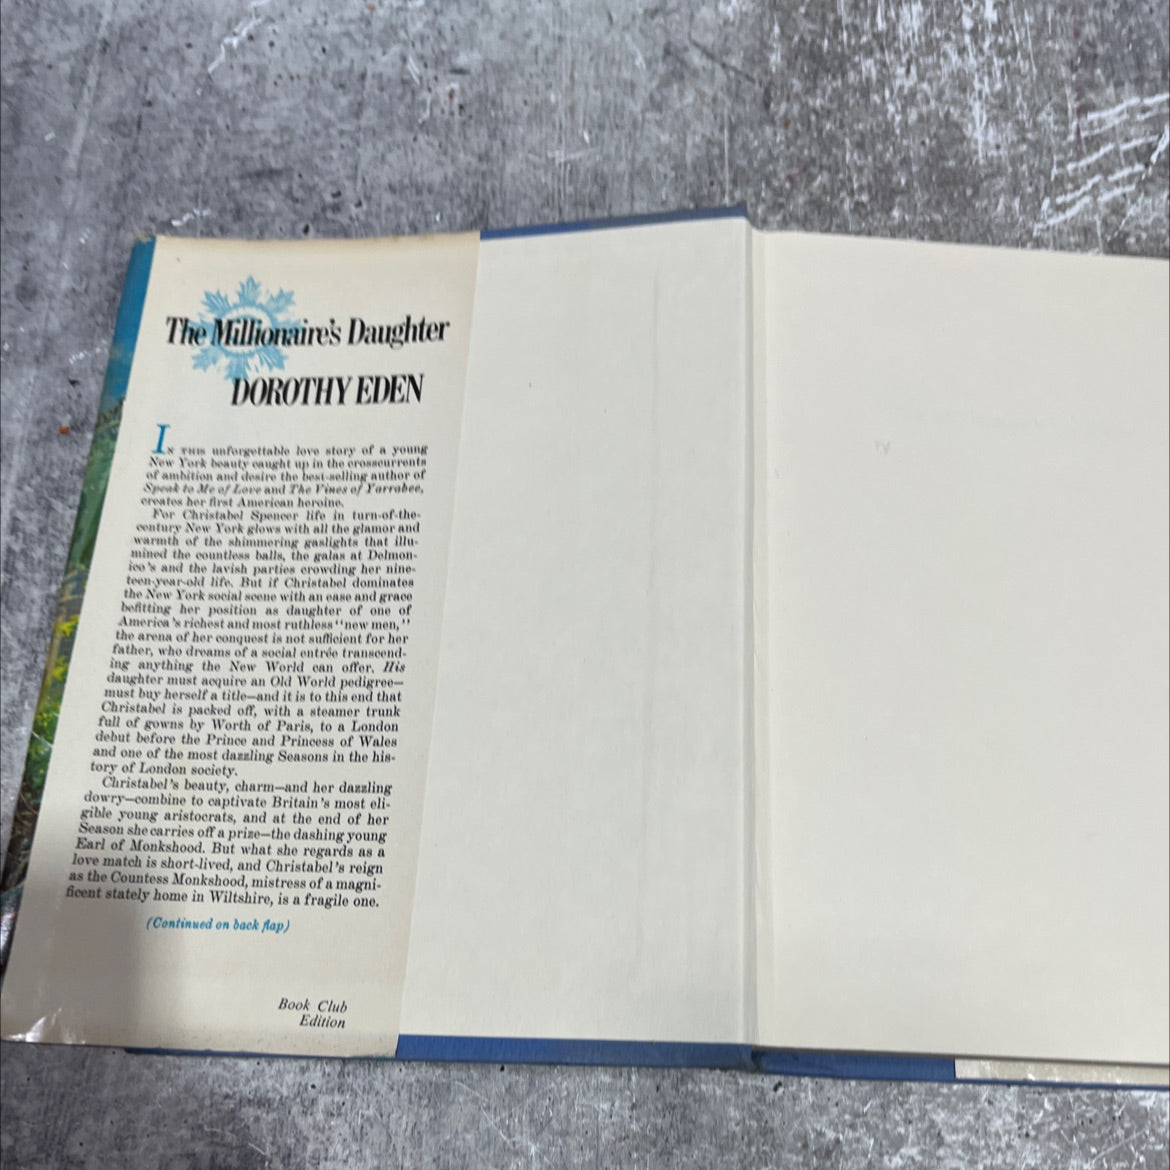 The Millionaire's Daughter
DOROTHY EDEN
IN THIS unforgettable love story of a young
New York beauty caught up in the crosscurrents
of ambition and desire the best-selling author of
Speak to Me of Love and The Vines of Yarrabee,
creates her first American heroine.
For Christabel Spencer life in turn-of-the-
century New York glows with all the glamor and
warmth of the shimmering gaslights that illu-
mined the countless balls, the galas at Delmon-
ico's and the lavish parties crowding her nine-
teen-year-old life. But if Christabel dominates
the New York social scene with an ease and grace
befitting her position as daughter of one of
America's richest and most ruthless "new men,"
the arena of her conquest is not sufficient for her
father, who dreams of a social entrée transcend-
ing anything the New World can offer. His
daughter must acquire an Old World pedigree—
must buy herself a title—and it is to this end that
Christabel is packed off, with a steamer trunk
full of gowns by Worth of Paris, to a London
debut before the Prince and Princess of Wales
and one of the most dazzling Seasons in the his-
tory of London society.
Christabel's beauty, charm—and her dazzling
dowry—combine to captivate Britain's most eli-
gible young aristocrats, and at the end of her
Season she carries off a prize—the dashing young
Earl of Monkshood. But what she regards as a
love match is short-lived, and Christabel's reign
as the Countess Monkshood, mistress of a magni-
ficent stately home in Wiltshire, is a fragile one.
(Continued on back flap)
Book Club
Edition